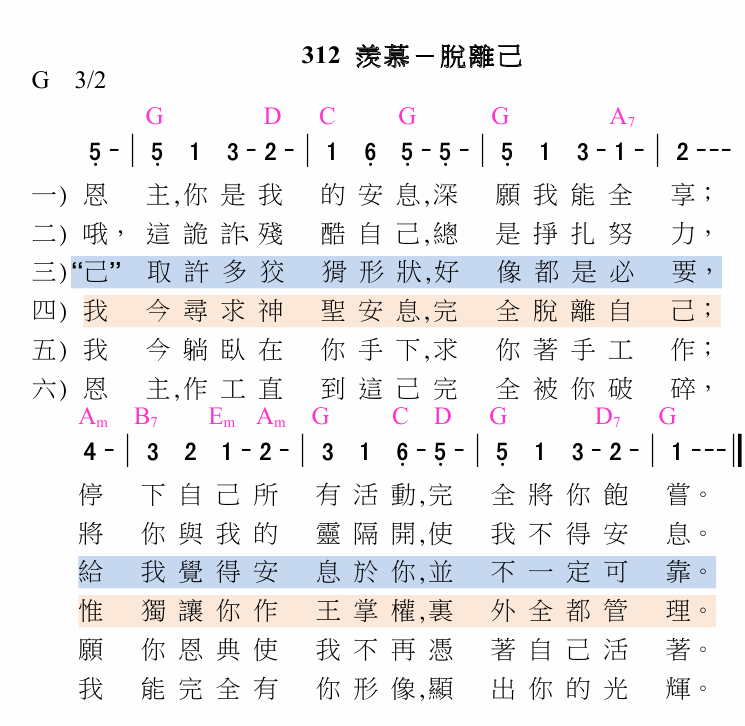 312 羨慕－脫離己
G 3/2
G D C G G A7
5̣ - | 5̣ 1 3 - 2 - | 1 6̣ 5̣ - 5̣ - | 5̣ 1 3 - 1 - | 2 - - -
一) 恩 主,你是我 的安息,深 願我能全 享；
二) 哦， 這詭詐、殘 酷自己,總 是掙扎努 力，
三)“己” 取許多狡 猾形狀,好 像都是必 要，
四) 我 今尋求神 聖安息,完 全脫離自 己；
五) 我 今躺臥在 你手下,求 你著手工 作；
六) 恩 主,作工直 到這己完 全被你破 碎，
Am B7 Em Am G C D G D7 G
4 - | 3 2 1 - 2 - | 3 1 6̣ - 5̣ - | 5̣ 1 3 - 2 - | 1 - - - ||
停 下自己所 有活動,完 全將你飽 嘗。
將 你與我的 靈隔開,使 我不得安 息。
給 我覺得安 息於你,並 不一定可 靠。
惟 獨讓你作 王掌權,裏 外全都管 理。
願 你恩典使 我不再憑 著自己活 著。
我 能完全有 你形像,顯 出你的光 輝。